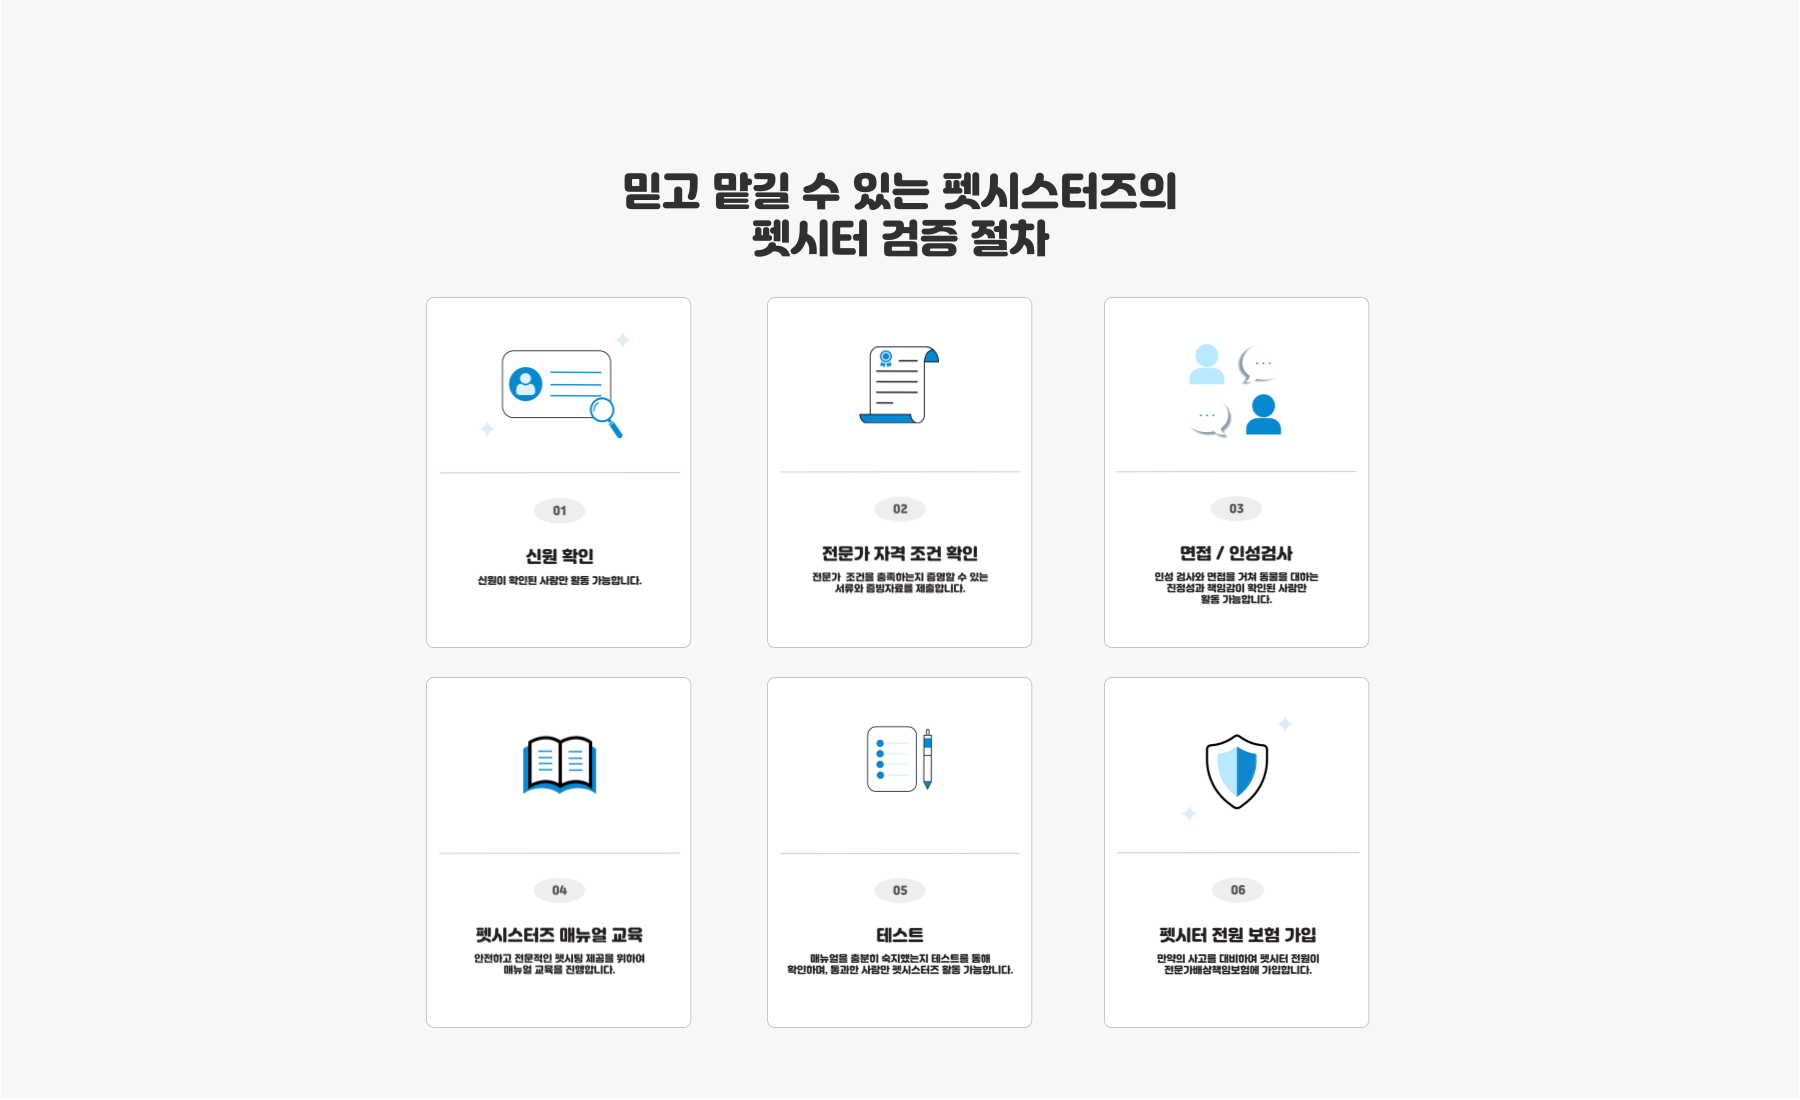 믿고 맡길 수 있는 펫시스터즈의
펫시터 검증 절차
01
신원 확인
신원이 확인된 사람만 활동 가능합니다.
02
전문가 자격 조건 확인
전문가 조건을 충족하는지 증명할 수 있는
서류와 증빙자료를 제출합니다.
03
면접 / 인성검사
인성 검사와 면접을 거쳐 동물을 대하는
진정성과 책임감이 확인된 사람만
활동 가능합니다.
04
펫시스터즈 매뉴얼 교육
안전하고 전문적인 펫시팅 제공을 위하여
매뉴얼 교육을 진행합니다.
05
테스트
매뉴얼을 충분히 숙지했는지 테스트를 통해
확인하며, 통과한 사람만 펫시스터즈 활동 가능합니다.
06
펫시터 전원 보험 가입
만약의 사고를 대비하여 펫시터 전원이
전문가배상책임보험에 가입합니다.